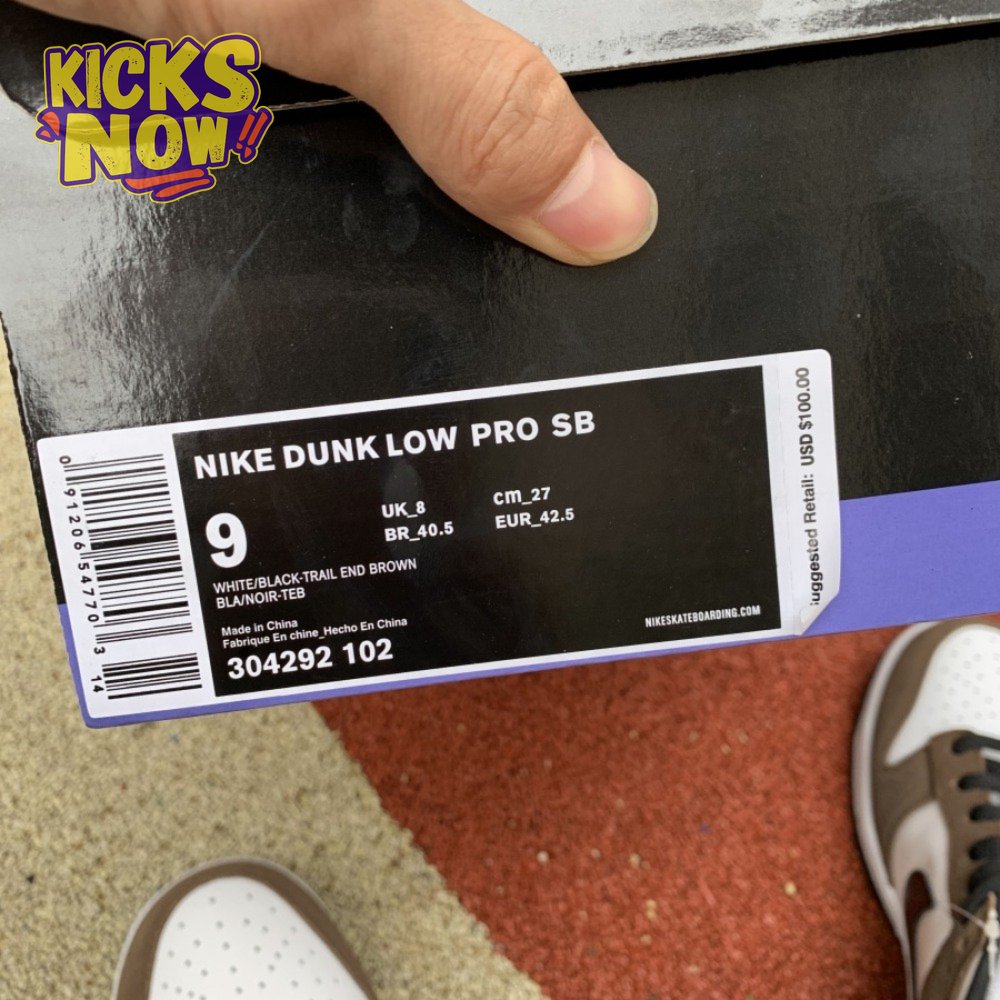 KICKS
NOW!!
NIKE DUNK LOW PRO SB
9
UK_8
cm_27
BR_40.5
EUR_42.5
WHITE/BLACK-TRAIL END BROWN
BLA/NOIR-TEB
Made in China
Fabrique En chine_Hecho En China
304292 102
NIKESKATEBOARDING.COM
uggested Retail: USD $100.00
0 91206 54770 3
14